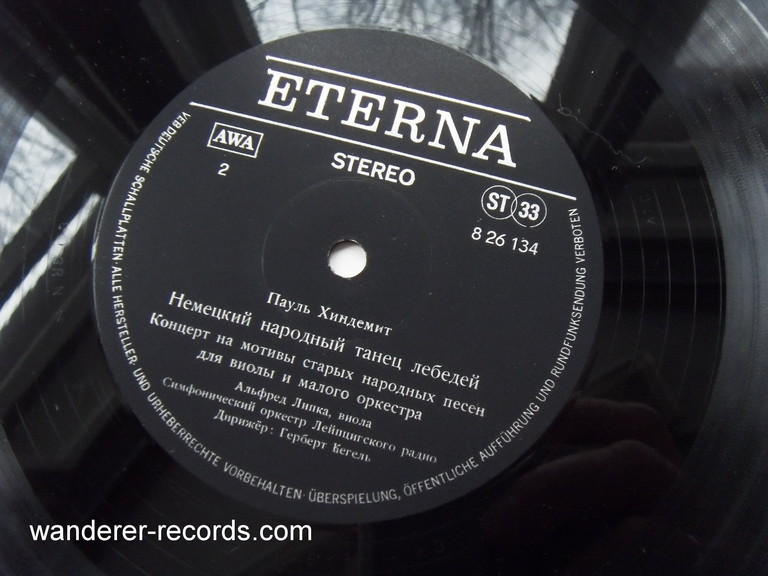 ETERNA
AWA
STEREO
2
ST 33
8 26 134
Пауль Хиндемит
Немецкий народный танец лебедей
Концерт на мотивы старых народных песен
для виолы и малого оркестра
Альфред Липка, виола
Симфонический оркестр Лейпцигского радио
Дирижёр: Герберт Кегель
VEB DEUTSCHE SCHALLPLATTEN · ALLE HERSTELLER- UND URHEBERRECHTE VORBEHALTEN · ÜBERSPIELUNG, ÖFFENTLICHE AUFFÜHRUNG UND RUNDFUNKSENDUNG VERBOTEN
wanderer-records.com